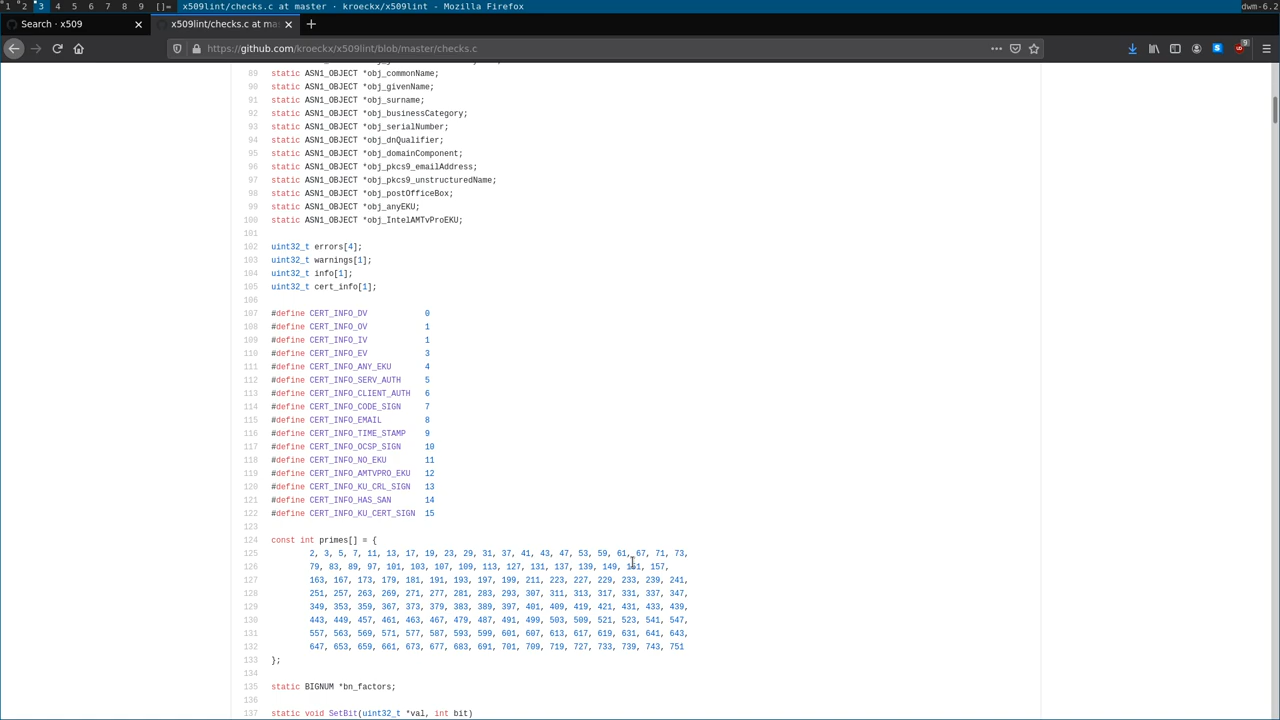 1 2 3 4 5 6 7 8 9 []= x509lint/checks.c at master · kroeckx/x509lint - Mozilla Firefox dwm-6.2
Search · x509 x509lint/checks.c at ma
https://github.com/kroeckx/x509lint/blob/master/checks.c
89 static ASN1_OBJECT *obj_commonName;
90 static ASN1_OBJECT *obj_givenName;
91 static ASN1_OBJECT *obj_surname;
92 static ASN1_OBJECT *obj_businessCategory;
93 static ASN1_OBJECT *obj_serialNumber;
94 static ASN1_OBJECT *obj_dnQualifier;
95 static ASN1_OBJECT *obj_domainComponent;
96 static ASN1_OBJECT *obj_pkcs9_emailAddress;
97 static ASN1_OBJECT *obj_pkcs9_unstructuredName;
98 static ASN1_OBJECT *obj_postOfficeBox;
99 static ASN1_OBJECT *obj_anyEKU;
100 static ASN1_OBJECT *obj_IntelAMTvProEKU;
101
102 uint32_t errors[4];
103 uint32_t warnings[1];
104 uint32_t info[1];
105 uint32_t cert_info[1];
106
107 #define CERT_INFO_DV 0
108 #define CERT_INFO_OV 1
109 #define CERT_INFO_IV 1
110 #define CERT_INFO_EV 3
111 #define CERT_INFO_ANY_EKU 4
112 #define CERT_INFO_SERV_AUTH 5
113 #define CERT_INFO_CLIENT_AUTH 6
114 #define CERT_INFO_CODE_SIGN 7
115 #define CERT_INFO_EMAIL 8
116 #define CERT_INFO_TIME_STAMP 9
117 #define CERT_INFO_OCSP_SIGN 10
118 #define CERT_INFO_NO_EKU 11
119 #define CERT_INFO_AMTVPRO_EKU 12
120 #define CERT_INFO_KU_CRL_SIGN 13
121 #define CERT_INFO_HAS_SAN 14
122 #define CERT_INFO_KU_CERT_SIGN 15
123
124 const int primes[] = {
125 2, 3, 5, 7, 11, 13, 17, 19, 23, 29, 31, 37, 41, 43, 47, 53, 59, 61, 67, 71, 73,
126 79, 83, 89, 97, 101, 103, 107, 109, 113, 127, 131, 137, 139, 149, 151, 157,
127 163, 167, 173, 179, 181, 191, 193, 197, 199, 211, 223, 227, 229, 233, 239, 241,
128 251, 257, 263, 269, 271, 277, 281, 283, 293, 307, 311, 313, 317, 331, 337, 347,
129 349, 353, 359, 367, 373, 379, 383, 389, 397, 401, 409, 419, 421, 431, 433, 439,
130 443, 449, 457, 461, 463, 467, 479, 487, 491, 499, 503, 509, 521, 523, 541, 547,
131 557, 563, 569, 571, 577, 587, 593, 599, 601, 607, 613, 617, 619, 631, 641, 643,
132 647, 653, 659, 661, 673, 677, 683, 691, 701, 709, 719, 727, 733, 739, 743, 751
133 };
134
135 static BIGNUM *bn_factors;
136
137 static void SetBit(uint32_t *val, int bit)